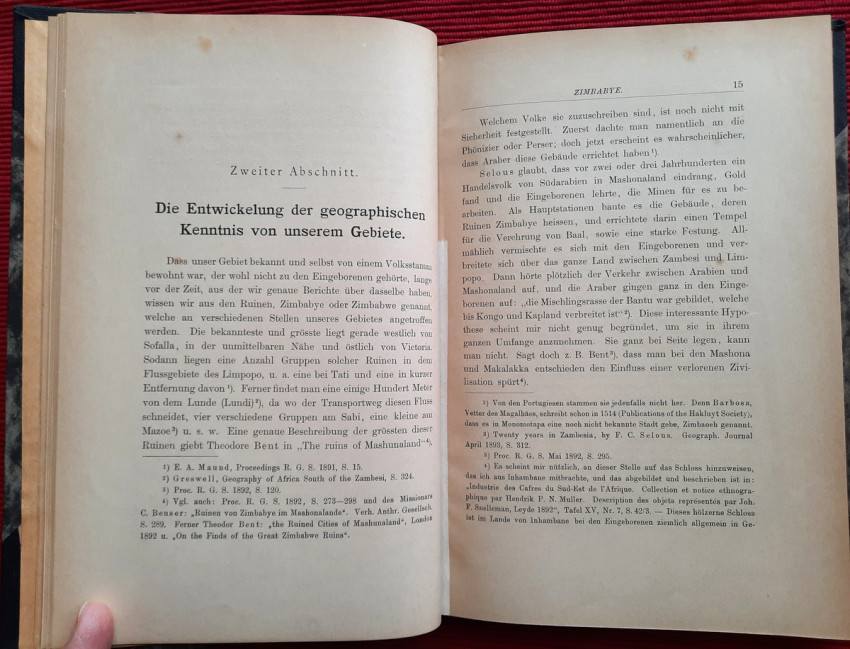 Zweiter Abschnitt.
Die Entwickelung der geographischen
Kenntnis von unserem Gebiete.
Dass unser Gebiet bekannt und selbst von einem Volksstamm
bewohnt war, der wohl nicht zu den Eingeborenen gehörte, lange
vor der Zeit, aus der wir genaue Berichte über dasselbe haben,
wissen wir aus den Ruinen, Zimbabye oder Zimbabwe genannt,
welche an verschiedenen Stellen unseres Gebietes angetroffen
werden. Die bekannteste und grösste liegt gerade westlich von
Sofalla, in der unmittelbaren Nähe und östlich von Victoria.
Sodann liegen eine Anzahl Gruppen solcher Ruinen in dem
Flussgebiet des Limpopo, u. a. eine bei Tati und eine in kurzer
Entfernung davon ¹). Ferner findet man eine einige Hundert Meter
von dem Lunde (Lundi)²), da wo der Transportweg diesen Fluss
schneidet, vier verschiedene Gruppen am Sabi, eine kleine am
Mazoe³) u. s. w. Eine genaue Beschreibung der grössten dieser
Ruinen giebt Theodore Bent in „The ruins of Mashunaland“⁴).
¹) E. A. Maund, Proceedings R. G. S. 1891, S. 15.
²) Greswell, Geography of Africa South of the Zambesi, S. 324.
³) Proc. R. G. S. 1892, S. 120.
⁴) Vgl. auch: Proc. R. G. S. 1892, S. 273—298 und des Missionars
C. Benser: „Ruinen von Zimbabye im Mashonalande“. Verh. Anthr. Gesellsch.
S. 289. Ferner Theodor Bent: „the Ruined Cities of Mashunaland“, London
1892 u. „On the Finds of the Great Zimbabwe Ruins“.
ZIMBABYE. 15
Welchem Volke sie zuzuschreiben sind, ist noch nicht mit
Sicherheit festgestellt. Zuerst dachte man namentlich an die
Phönizier oder Perser; doch jetzt erscheint es wahrscheinlicher,
dass Araber diese Gebäude errichtet haben¹).
Selous glaubt, dass vor zwei oder drei Jahrhunderten ein
Handelsvolk von Südarabien in Mashonaland eindrang, Gold
fand und die Eingeborenen lehrte, die Minen für es zu be-
arbeiten. Als Hauptstationen baute es die Gebäude, deren
Ruinen Zimbabye heissen, und errichtete darin einen Tempel
für die Verehrung von Baal, sowie eine starke Festung. All-
mählich vermischte es sich mit den Eingeborenen und ver-
breitete sich über das ganze Land zwischen Zambesi und Lim-
popo. Dann hörte plötzlich der Verkehr zwischen Arabien und
Mashonaland auf, und die Araber gingen ganz in den Einge-
borenen auf: „die Mischlingsrasse der Bantu war gebildet, welche
bis Kongo und Kapland verbreitet ist“²). Diese interessante Hypo-
these scheint mir nicht genug begründet, um sie in ihrem
ganzen Umfange anzunehmen. Sie ganz bei Seite legen, kann
man nicht. Sagt doch z. B. Bent³), dass man bei den Mashona
und Makalakka entschieden den Einfluss einer verlorenen Zivi-
lisation spürt⁴).
¹) Von den Portugiesen stammen sie jedenfalls nicht her. Denn Barbosa,
Vetter des Magalhães, schreibt schon in 1514 (Publications of the Hakluyt Society),
dass es in Monomotapa eine noch nicht bekannte Stadt gebe, Zimbaoch genannt.
²) Twenty years in Zambesia, by F. C. Selous. Geograph. Journal
April 1893, S. 312.
³) Proc. R. G. S. Mai 1892, S. 295.
⁴) Es scheint mir nützlich, an dieser Stelle auf das Schloss hinzuweisen,
das ich aus Inhambane mitbrachte, und das abgebildet und beschrieben ist in:
„Industrie des Cafres du Sud-Est de l'Afrique. Collection et notice ethnogra-
phique par Hendrik P. N. Muller. Description des objets représentés par Joh.
F. Snelleman, Leyde 1892“, Tafel XV, Nr. 7, S. 42/3. — Dieses hölzerne Schloss
ist im Lande von Inhambane bei den Eingeborenen ziemlich allgemein in Ge-